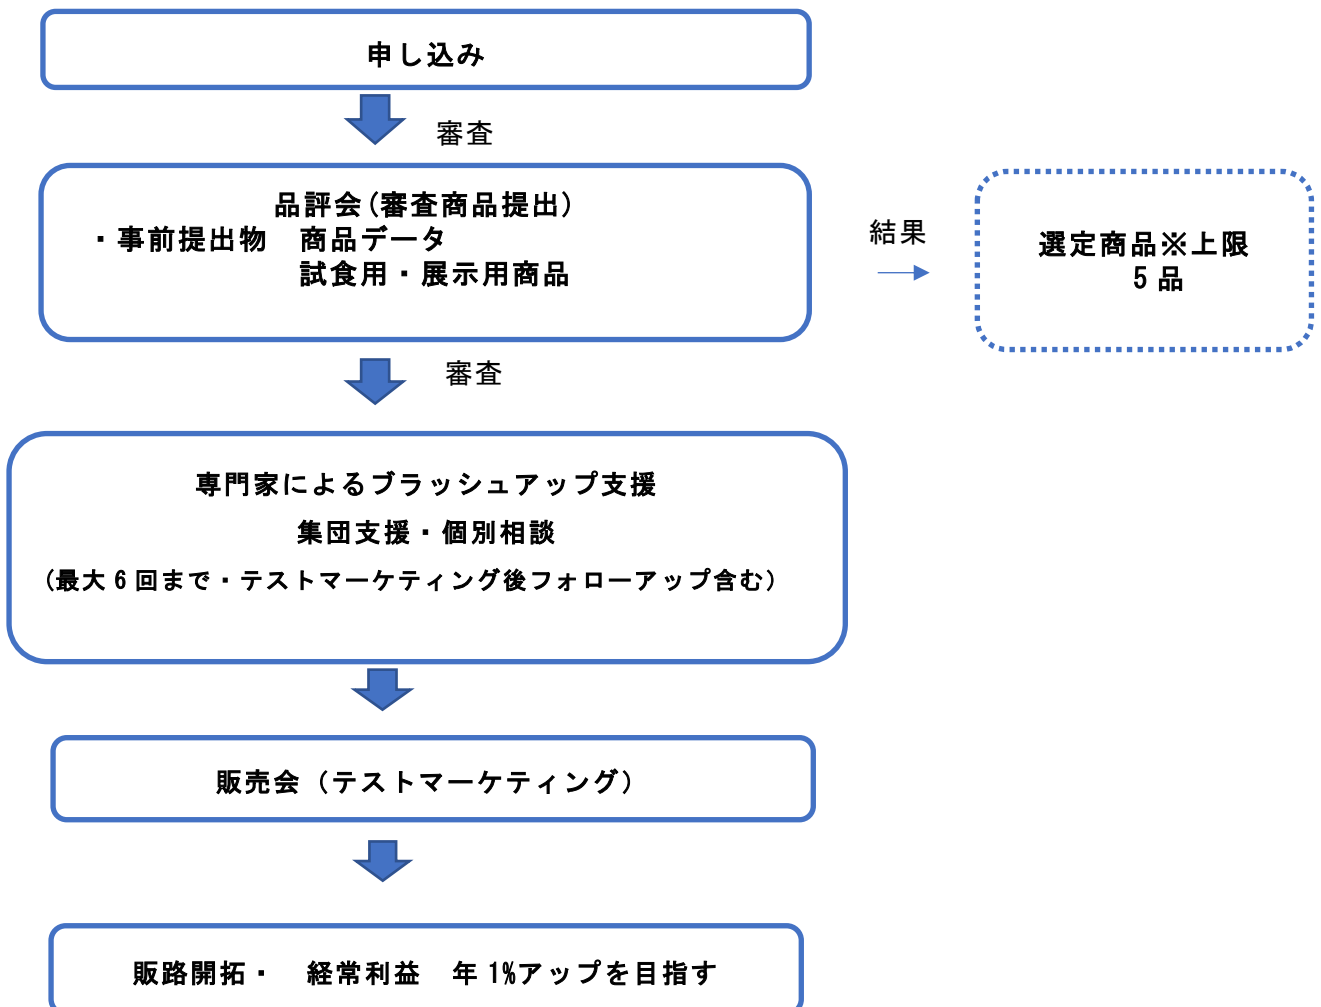 申し込み
審査
品評会(審査商品提出)
・事前提出物　商品データ
試食用・展示用商品
結果
選定商品※上限
5品
審査
専門家によるブラッシュアップ支援
集団支援・個別相談
(最大6回まで・テストマーケティング後フォローアップ含む)
販売会(テストマーケティング)
販路開拓・　経常利益　年1%アップを目指す